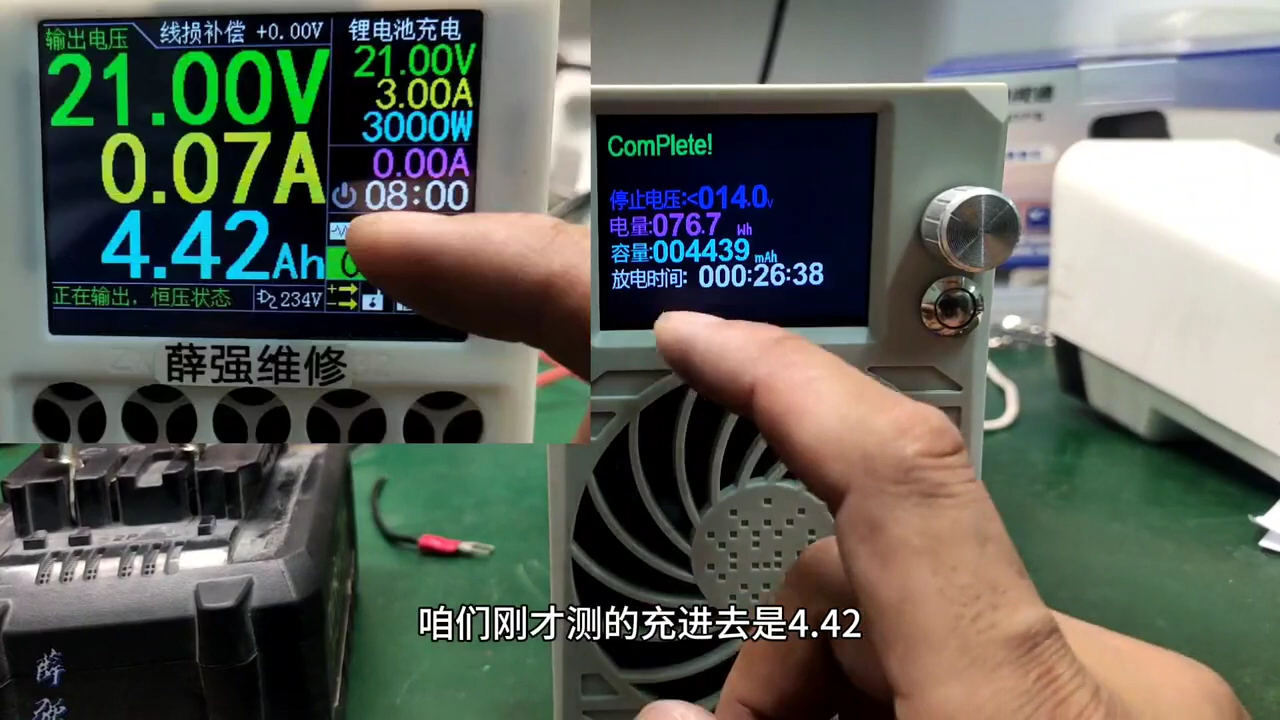 输出电压
线损补偿 +0.00V
锂电池充电
21.00V
0.07A
4.42Ah
21.00V
3.00A
3000W
0.00A
08:00
正在输出，恒压状态
234V
薛强维修
ComPlete!
停止电压:<014.0v
电量:076.7 Wh
容量:004439 mAh
放电时间: 000:26:38
薛强
咱们刚才测的充进去是4.42